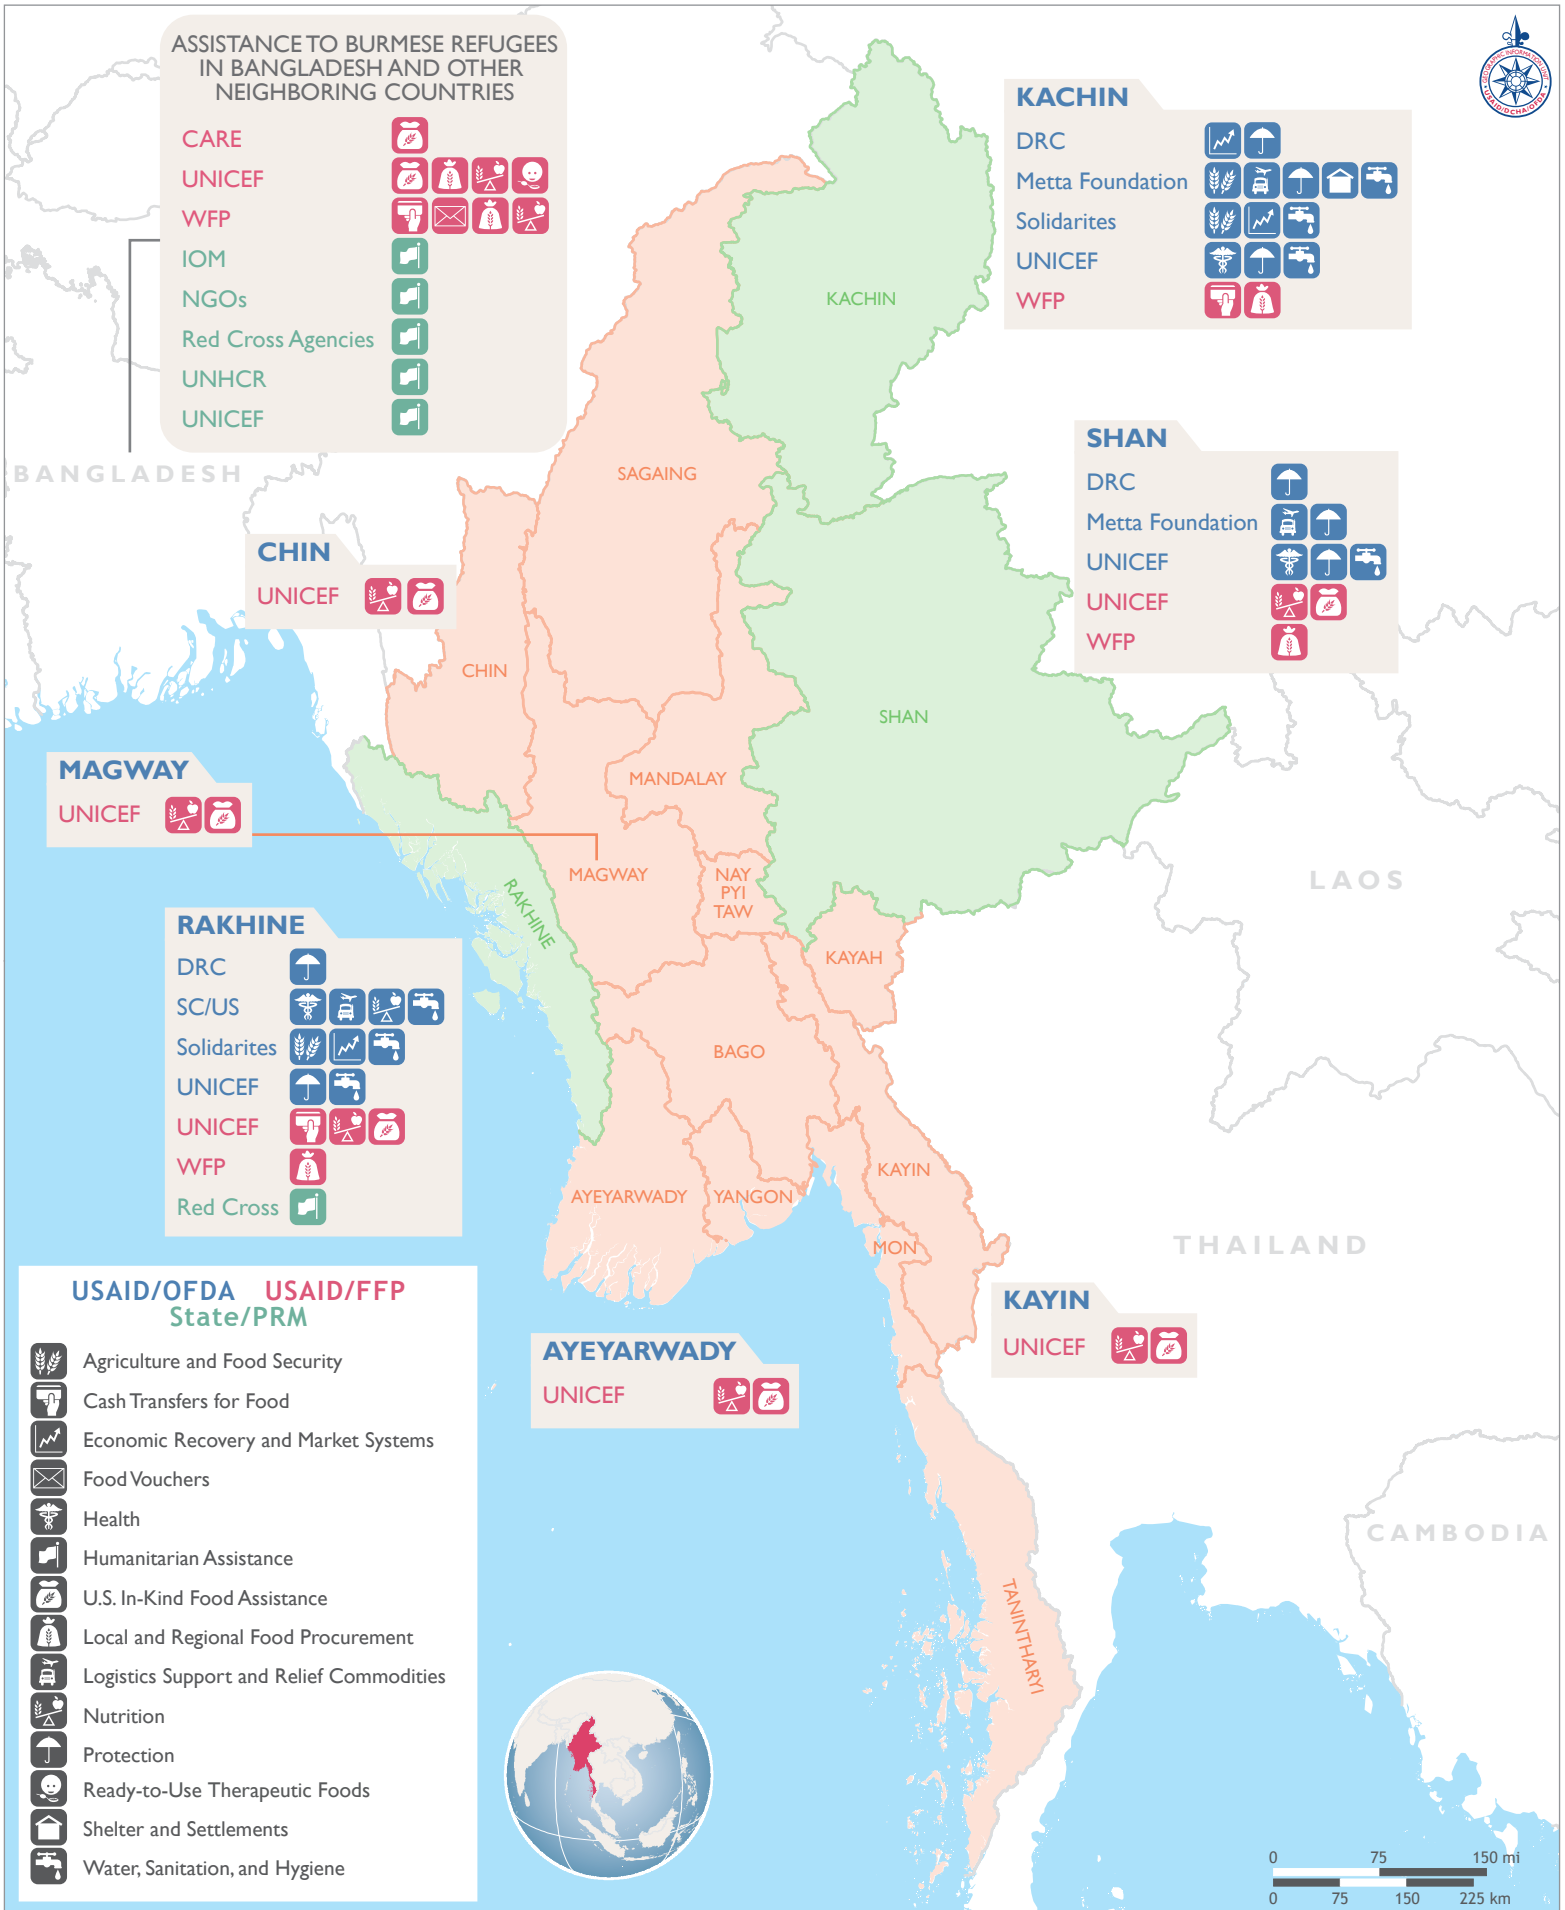 ASSISTANCE TO BURMESE REFUGEES
IN BANGLADESH AND OTHER
NEIGHBORING COUNTRIES
CARE
UNICEF
WFP
IOM
NGOs
Red Cross Agencies
UNHCR
UNICEF
GEOGRAPHIC INFORMATION UNIT
USAID/DCHA/OFDA
KACHIN
DRC
Metta Foundation
Solidarites
UNICEF
WFP
KACHIN
SHAN
DRC
Metta Foundation
UNICEF
UNICEF
WFP
BANGLADESH
SAGAING
CHIN
UNICEF
CHIN
SHAN
MAGWAY
UNICEF
MANDALAY
MAGWAY
NAY
PYI
TAW
LAOS
RAKHINE
KAYAH
RAKHINE
DRC
SC/US
Solidarites
UNICEF
UNICEF
WFP
Red Cross
BAGO
KAYIN
AYEYARWADY
YANGON
MON
THAILAND
KAYIN
UNICEF
AYEYARWADY
UNICEF
CAMBODIA
TANINTHARYI
USAID/OFDA USAID/FFP
State/PRM
Agriculture and Food Security
Cash Transfers for Food
Economic Recovery and Market Systems
Food Vouchers
Health
Humanitarian Assistance
U.S. In-Kind Food Assistance
Local and Regional Food Procurement
Logistics Support and Relief Commodities
Nutrition
Protection
Ready-to-Use Therapeutic Foods
Shelter and Settlements
Water, Sanitation, and Hygiene
0 75 150 mi
0 75 150 225 km